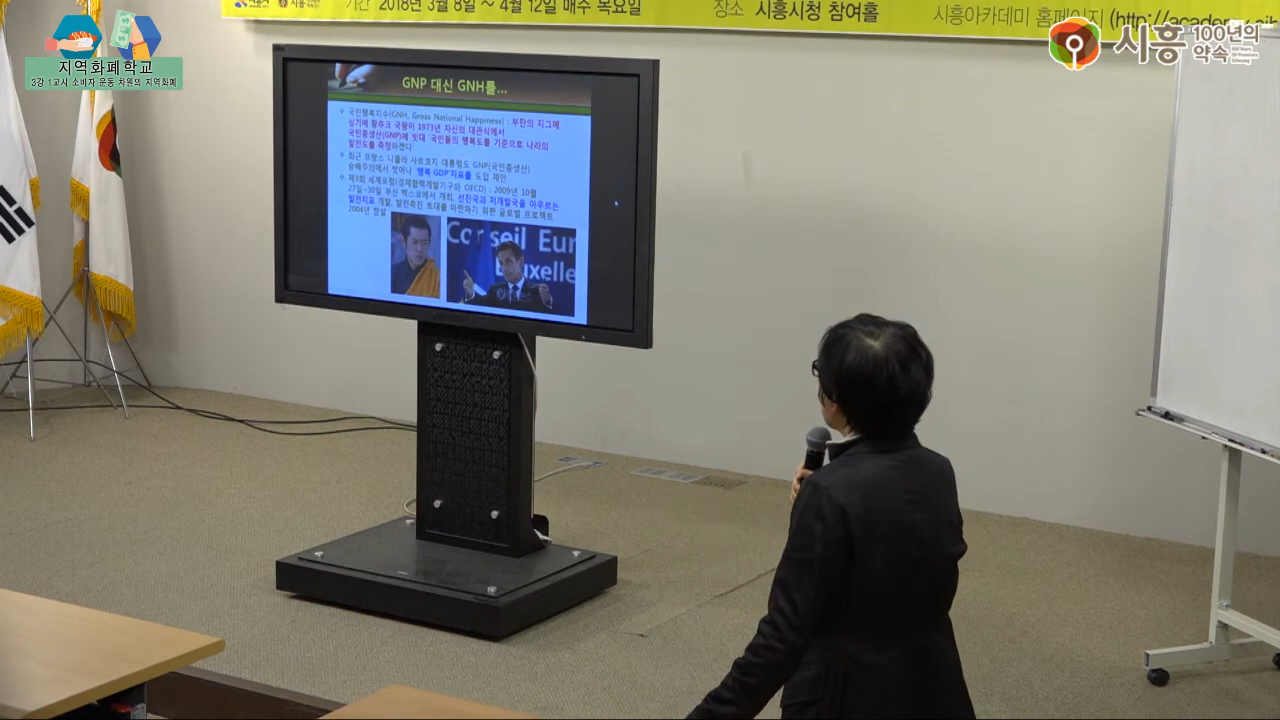 기간 2018년 3월 8일 ~ 4월 12일 매주 목요일
장소 시흥시청 참여홀
시흥아카데미 홈페이지 (http://academy.sih
지역화폐학교
3강 1교시 소비자 운동 차원의 지역화폐
시흥 100년의 약속
GNP 대신 GNH를...
국민행복지수(GNH, Gross National Happiness) : 부탄의 지그메
싱기에 왕추크 국왕이 1973년 자신의 대관식에서
국민총생산(GNP)에 빗대 '국민들의 행복도를 기준으로 나라의
발전도를 측정하겠다'
최근 프랑스 니콜라 사르코지 대통령도 GNP(국민총생산)
숭배주의에서 벗어나 '행복 GDP'지표를 도입 제안
제3회 세계포럼(경제협력개발기구와 OECD) : 2009년 10월
27일~30일 부산 벡스코에서 개최, 선진국과 저개발국을 아우르는
발전지표 개발, 발전측진 토대를 마련하기 위한 글로벌 프로젝트
2004년 창설
Conseil Eur
Bruxelle